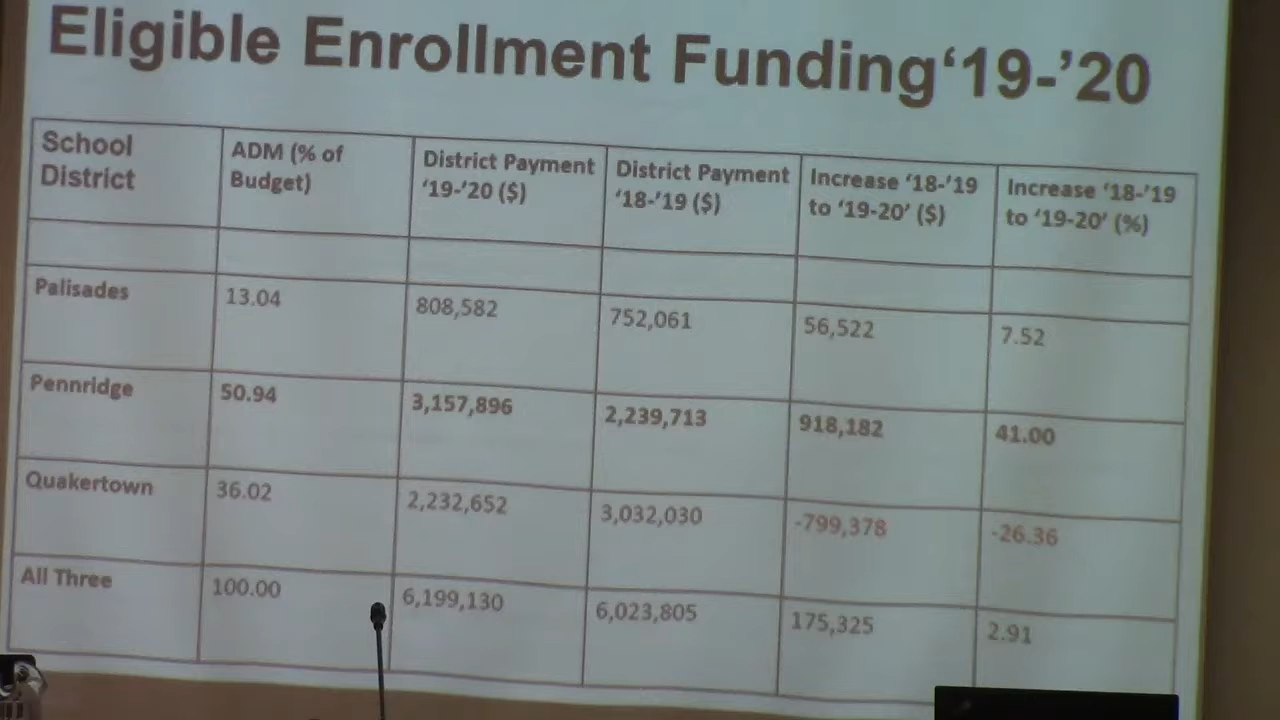 Eligible Enrollment Funding‘19-’20
School District
ADM (% of Budget)
District Payment ‘19-’20 ($)
District Payment ‘18-’19 ($)
Increase ‘18-’19 to ‘19-20’ ($)
Increase ‘18-’19 to ‘19-20’ (%)
Palisades 13.04 808,582 752,061 56,522 7.52
Pennridge 50.94 3,157,896 2,239,713 918,182 41.00
Quakertown 36.02 2,232,652 3,032,030 -799,378 -26.36
All Three 100.00 6,199,130 6,023,805 175,325 2.91